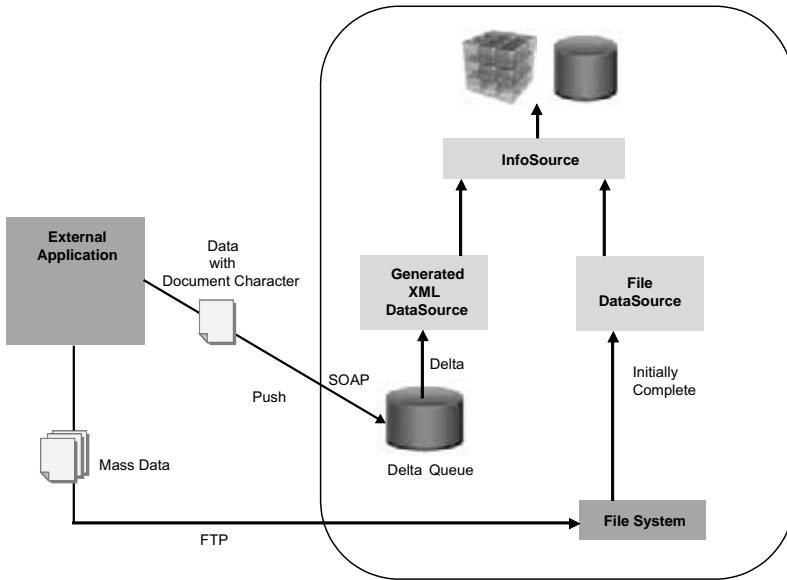 InfoSource
External
Application
Data
with
Document Character
Generated
XML
DataSource
File
DataSource
SOAP
Delta
Initially
Complete
Push
Mass Data
Delta Queue
File System
FTP